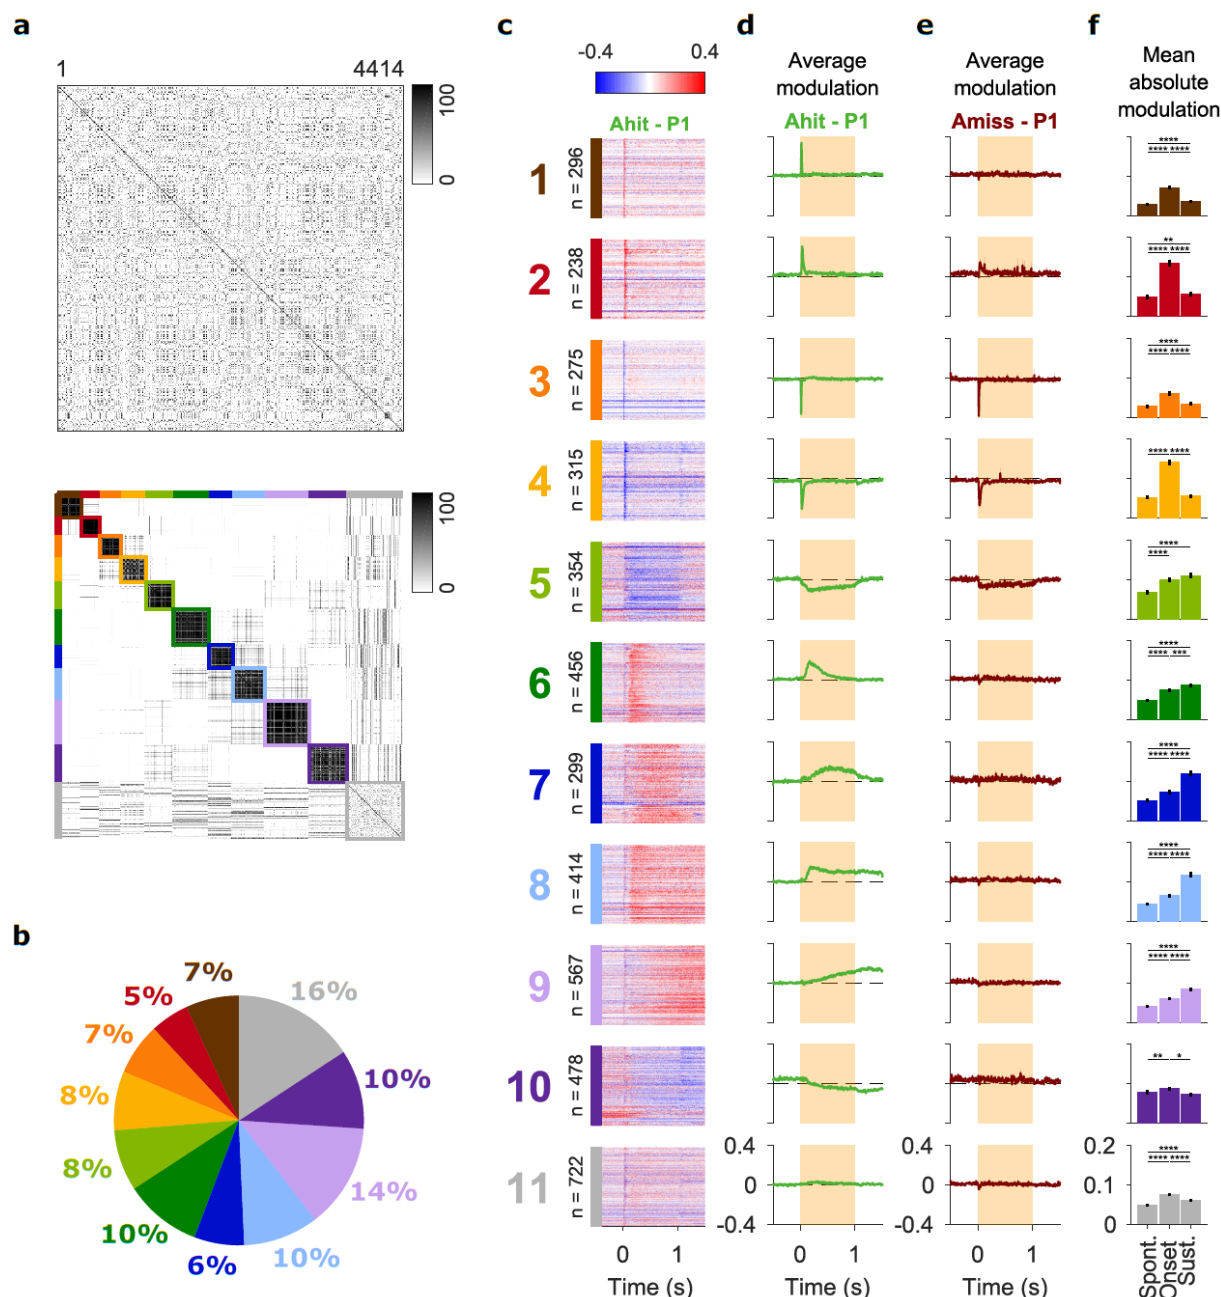 a
1 4414
100
0
100
0
b
7%
16%
5%
7%
10%
8%
8%
14%
10%
6%
10%
c
-0.4 0.4
Ahit - P1
1
n = 296
2
n = 238
3
n = 275
4
n = 315
5
n = 354
6
n = 456
7
n = 299
8
n = 414
9
n = 567
10
n = 478
11
n = 722
0 1
Time (s)
d
Average
modulation
Ahit - P1
0.4
0
-0.4
0 1
Time (s)
e
Average
modulation
Amiss - P1
0.4
0
-0.4
0 1
Time (s)
f
Mean
absolute
modulation
****
**** ****
**
**** ****
****
**** ****
**** ****
****
****
****
**** ***
****
**** ****
****
**** ****
****
**** ****
** *
****
**** ****
0.2
0.1
0
Spont.
Onset
Sust.